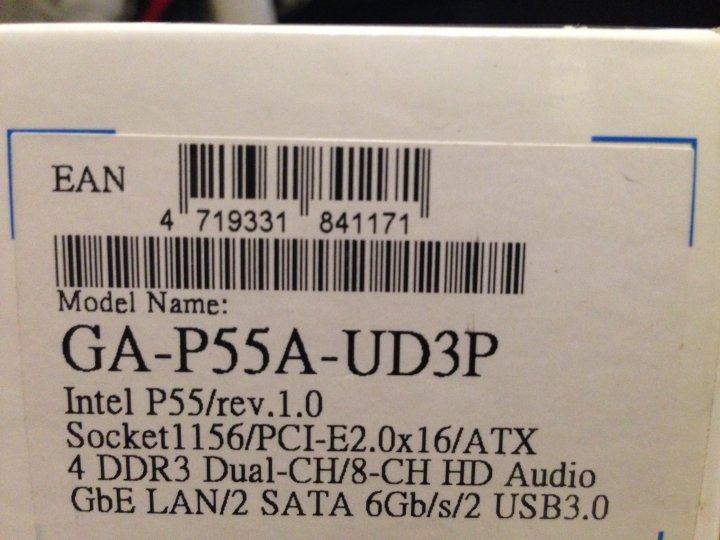 EAN
4 719331 841171
Model Name:
GA-P55A-UD3P
Intel P55/rev.1.0
Socket1156/PCI-E2.0x16/ATX
4 DDR3 Dual-CH/8-CH HD Audio
GbE LAN/2 SATA 6Gb/s/2 USB3.0